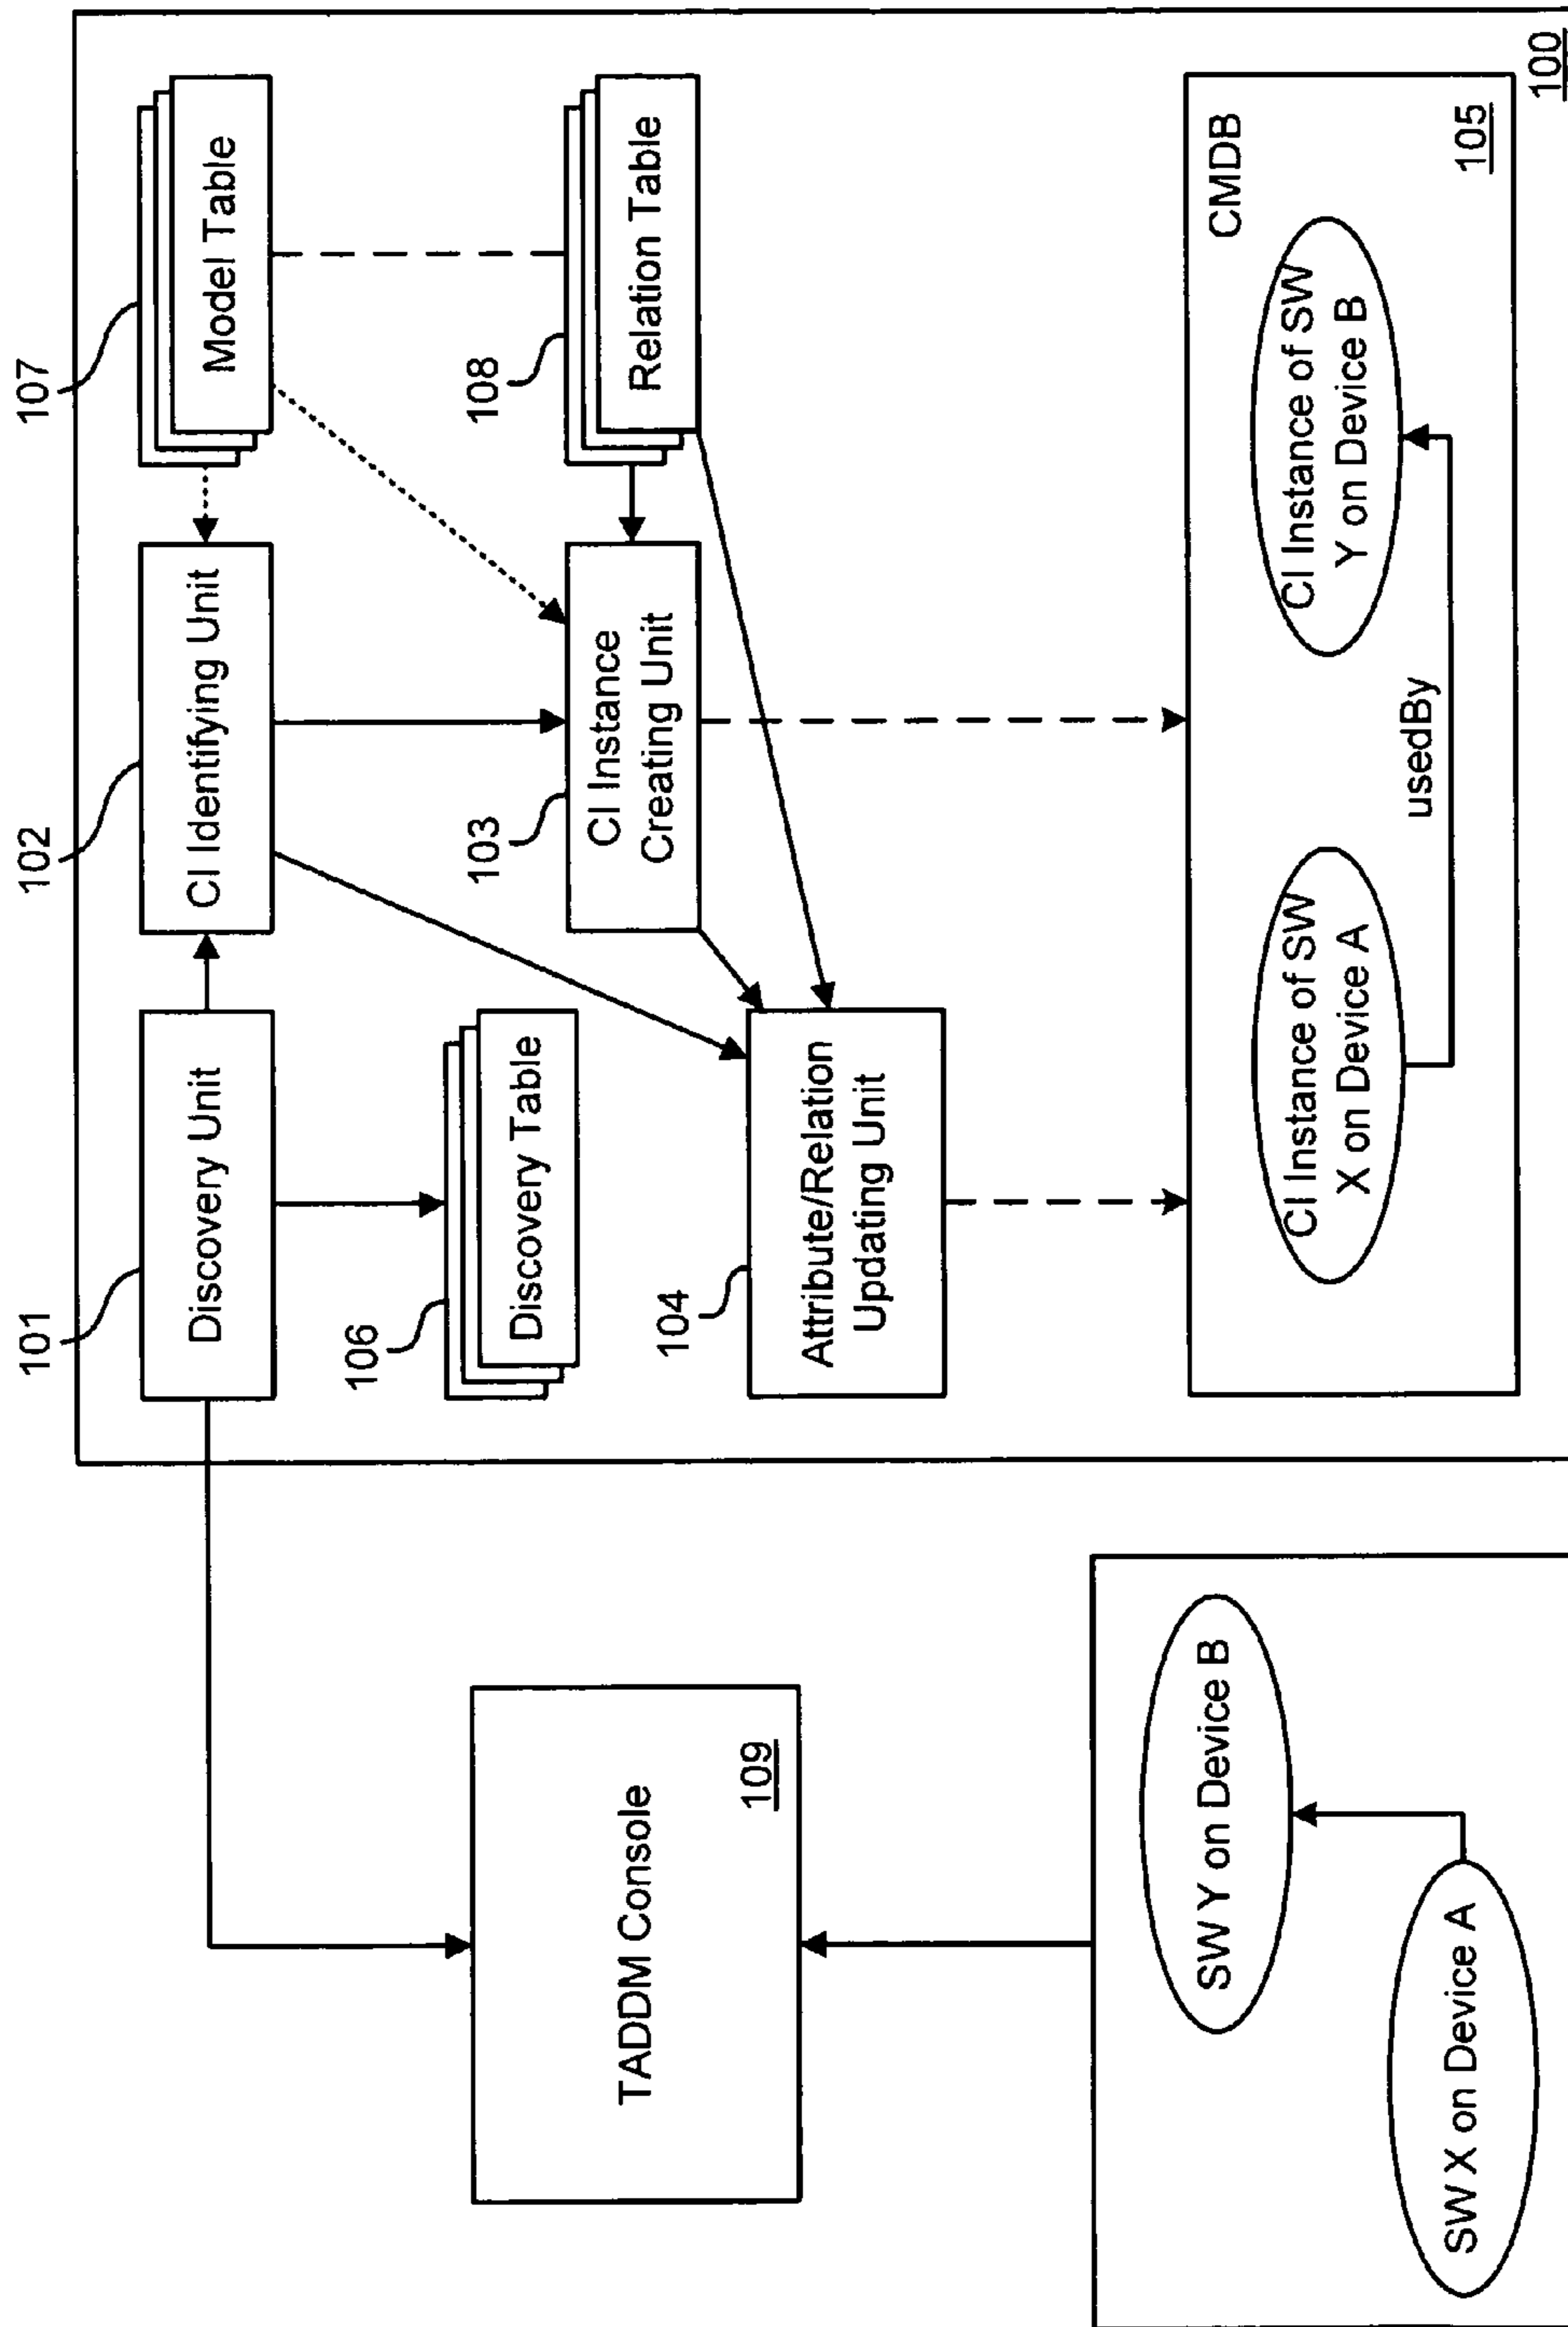 101
Discovery Unit
102
CI Identifying Unit
107
Model Table
106
Discovery Table
103
CI Instance
Creating Unit
108
Relation Table
104
Attribute/Relation
Updating Unit
TADDM Console
109
SW Y on Device B
SW X on Device A
CMDB
CI Instance of SW
X on Device A
CI Instance of SW
Y on Device B
usedBy
105
100